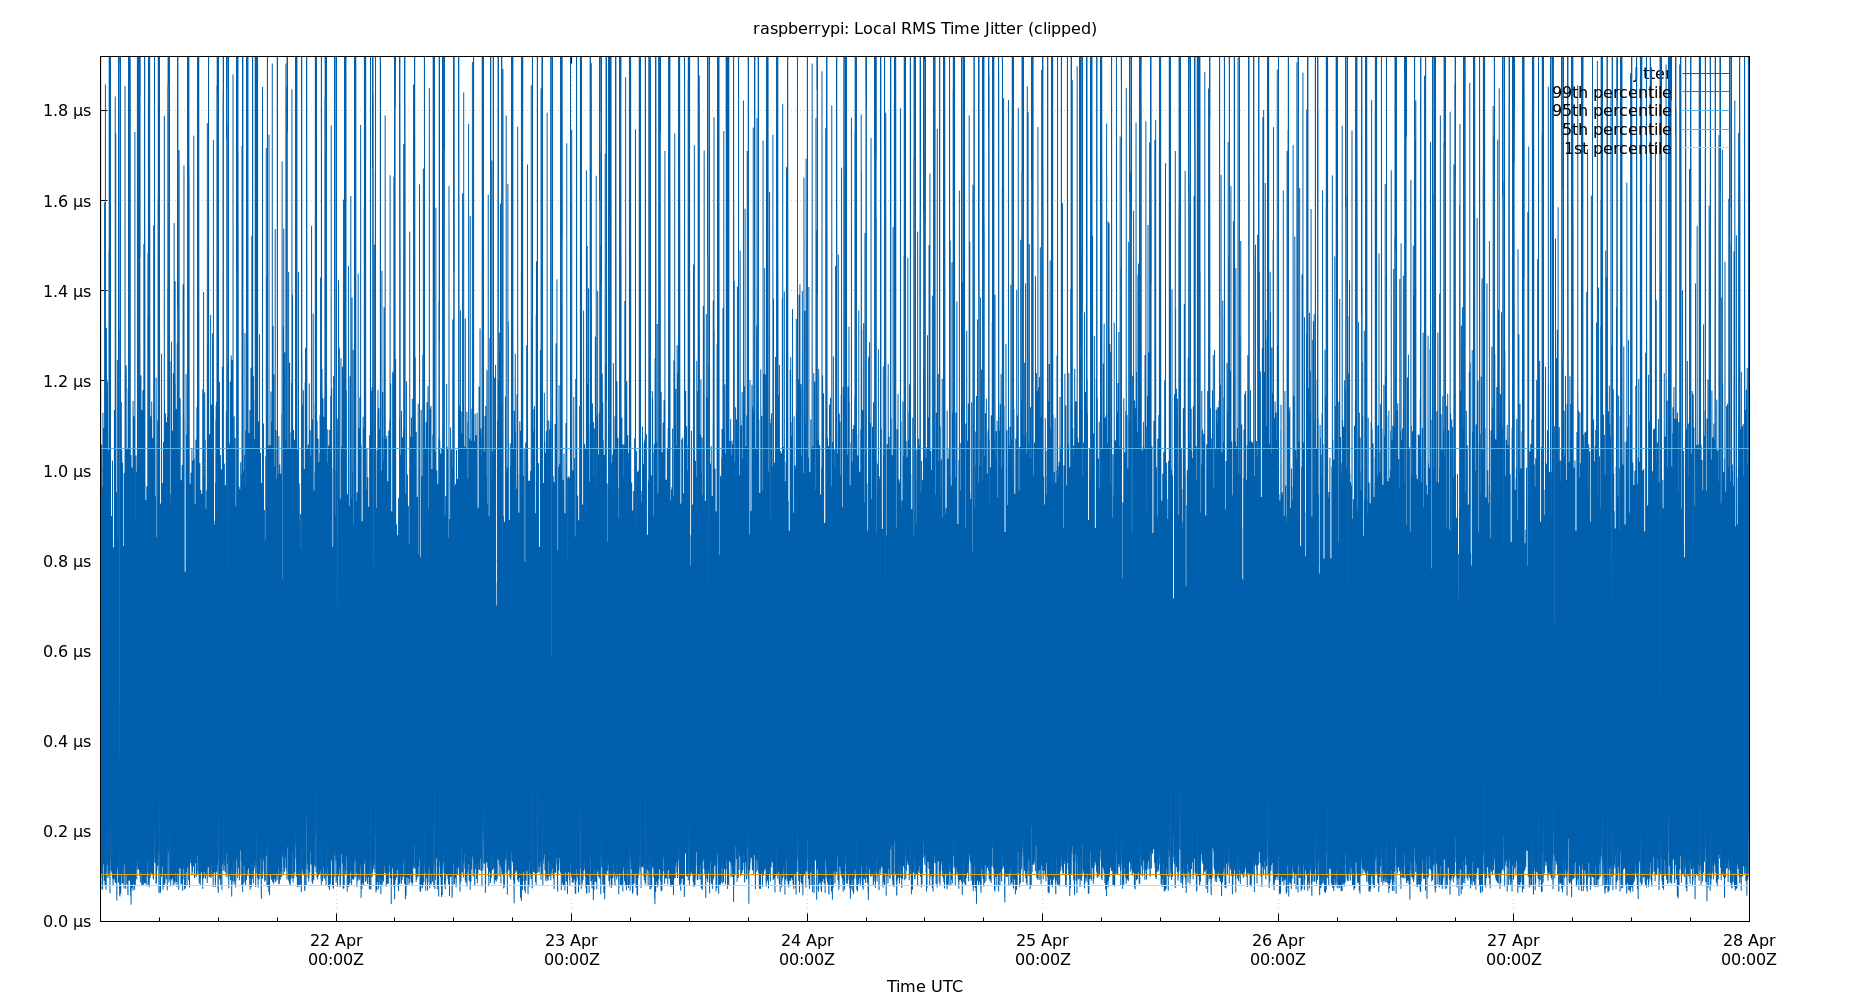 raspberrypi: Local RMS Time Jitter (clipped)
Jitter
99th percentile
95th percentile
5th percentile
1st percentile
1.8 µs
1.6 µs
1.4 µs
1.2 µs
1.0 µs
0.8 µs
0.6 µs
0.4 µs
0.2 µs
0.0 µs
22 Apr 23 Apr 24 Apr 25 Apr 26 Apr 27 Apr 28 Apr
00:00Z 00:00Z 00:00Z 00:00Z 00:00Z 00:00Z 00:00Z
Time UTC